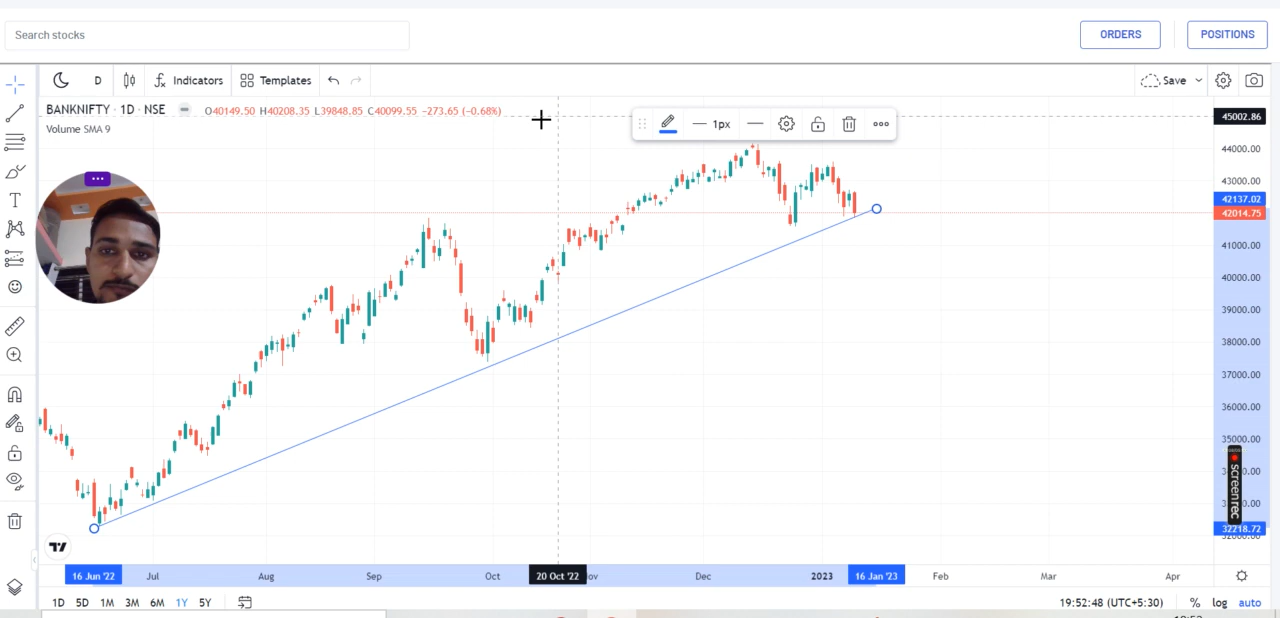 Search stocks
ORDERS
POSITIONS
D
Indicators
Templates
Save
BANKNIFTY · 1D · NSE
O40149.50 H40208.35 L39848.85 C40099.55 −273.65 (−0.68%)
Volume SMA 9
1px
45002.86
44000.00
43000.00
42137.02
42014.75
41000.00
40000.00
39000.00
38000.00
37000.00
36000.00
35000.00
screenrec
32218.72
16 Jun '22
Jul
Aug
Sep
Oct
20 Oct '22
Dec
2023
16 Jan '23
Feb
Mar
Apr
1D 5D 1M 3M 6M 1Y 5Y
19:52:48 (UTC+5:30)
%
log
auto